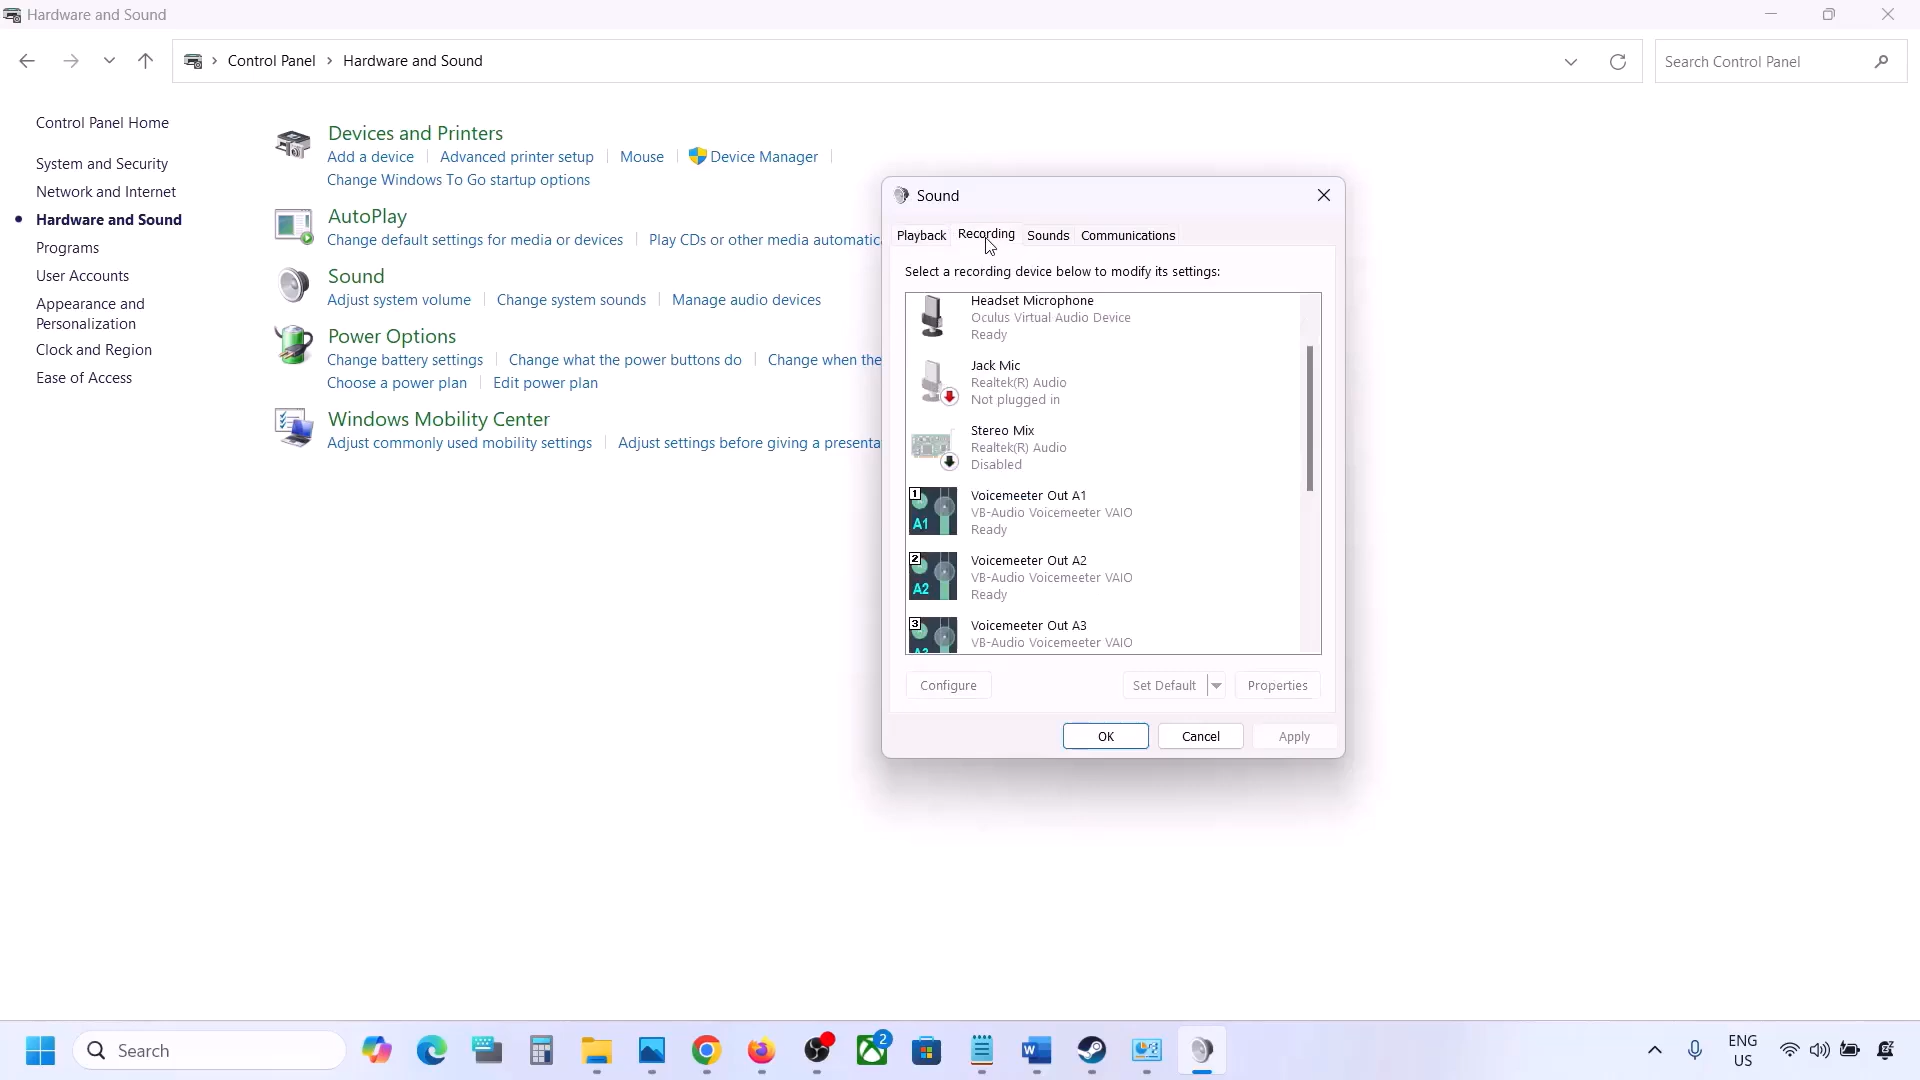 Hardware and Sound
Control Panel > Hardware and Sound
Search Control Panel
Control Panel Home
System and Security
Network and Internet
Hardware and Sound
Programs
User Accounts
Appearance and
Personalization
Clock and Region
Ease of Access
Devices and Printers
Add a device
Advanced printer setup
Mouse
Device Manager
Change Windows To Go startup options
AutoPlay
Change default settings for media or devices
Play CDs or other media automatic
Sound
Adjust system volume
Change system sounds
Manage audio devices
Power Options
Change battery settings
Change what the power buttons do
Change when the
Choose a power plan
Edit power plan
Windows Mobility Center
Adjust commonly used mobility settings
Adjust settings before giving a presenta
Sound
Playback
Recording
Sounds
Communications
Select a recording device below to modify its settings:
Headset Microphone
Oculus Virtual Audio Device
Ready
Jack Mic
Realtek(R) Audio
Not plugged in
Stereo Mix
Realtek(R) Audio
Disabled
1
A1
Voicemeeter Out A1
VB-Audio Voicemeeter VAIO
Ready
2
A2
Voicemeeter Out A2
VB-Audio Voicemeeter VAIO
Ready
3
A3
Voicemeeter Out A3
VB-Audio Voicemeeter VAIO
Configure
Set Default
Properties
OK
Cancel
Apply
Search
2
ENG
US